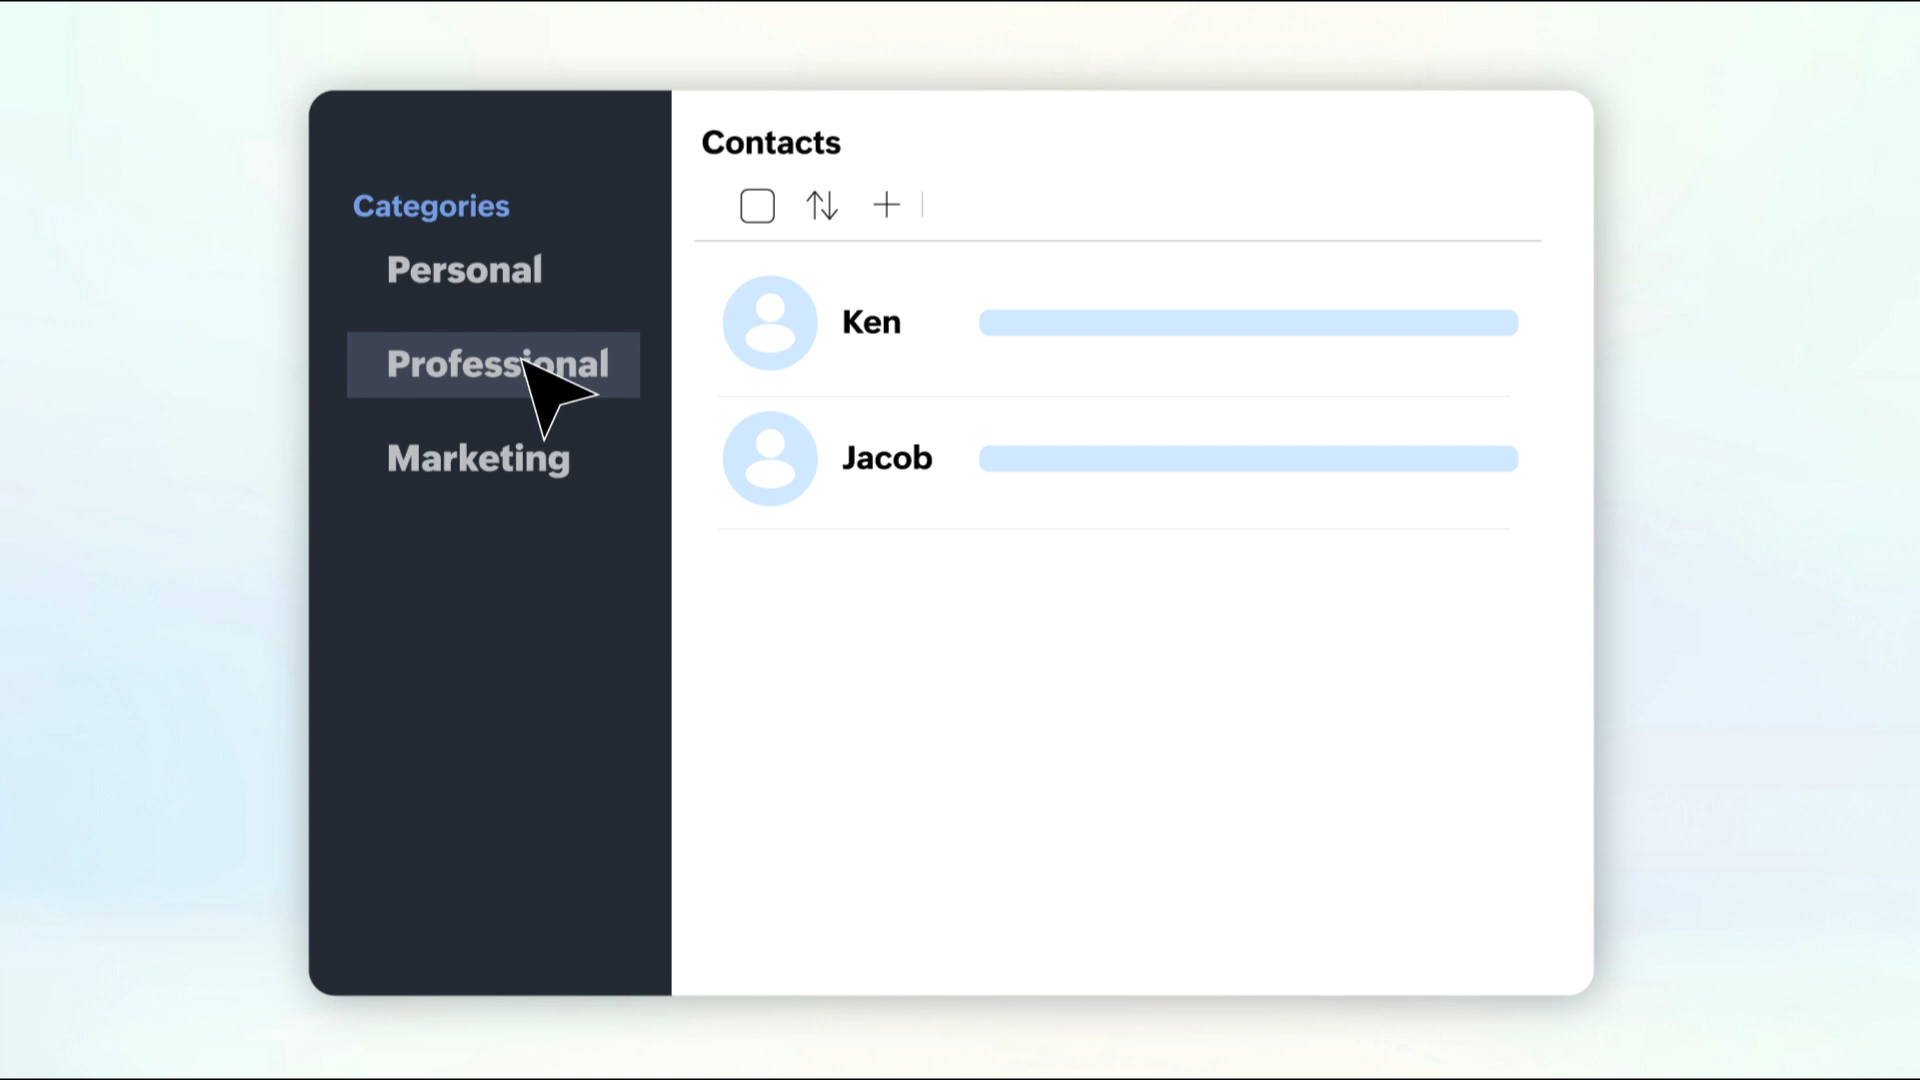 Categories
Personal
Professional
Marketing
Contacts
Ken
Jacob